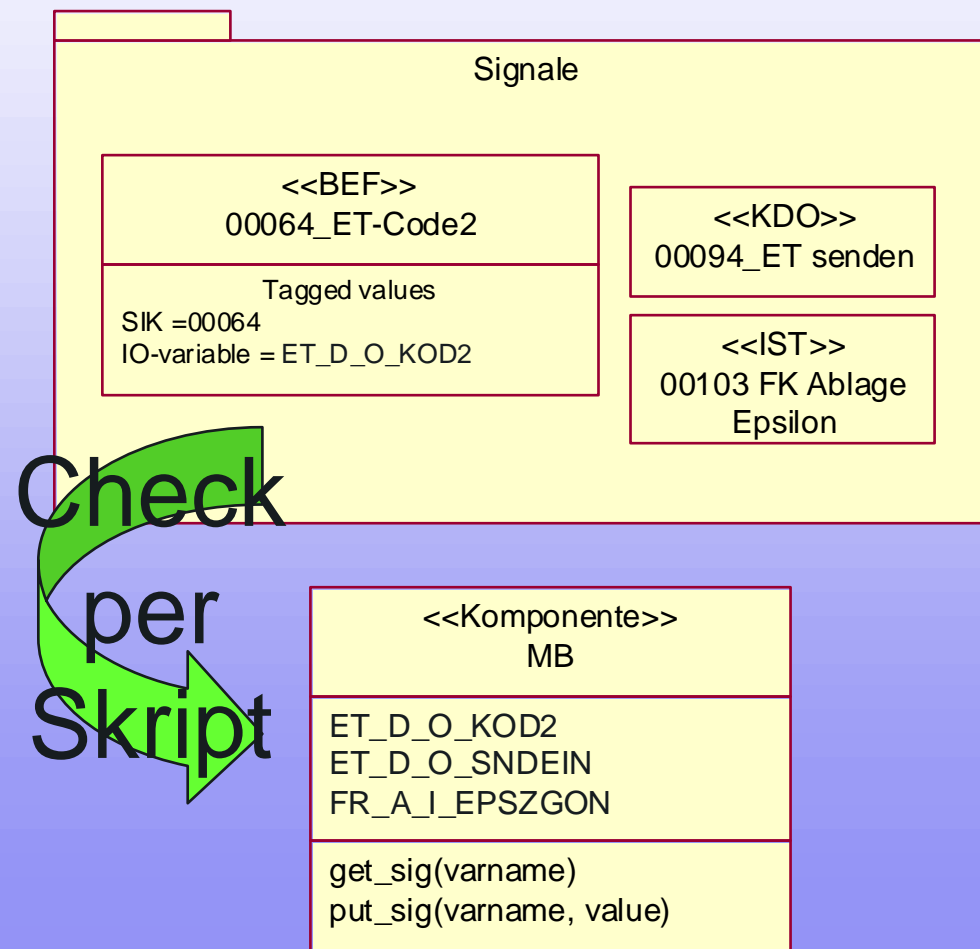 Signale
<<BEF>>
00064_ET-Code2
Tagged values
SIK =00064
IO-variable = ET_D_O_KOD2
<<KDO>>
00094_ET senden
<<IST>>
00103 FK Ablage
Epsilon
Check
per
Skript
<<Komponente>>
MB
ET_D_O_KOD2
ET_D_O_SNDEIN
FR_A_I_EPSZGON
get_sig(varname)
put_sig(varname, value)